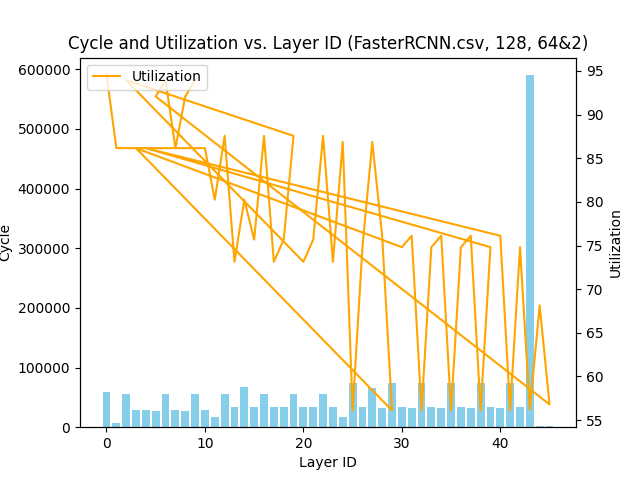 Cycle and Utilization vs. Layer ID (FasterRCNN.csv, 128, 64&2)
Utilization
600000
500000
400000
300000
200000
100000
0
Cycle
95
90
85
80
75
70
65
60
55
Utilization
0 10 20 30 40
Layer ID